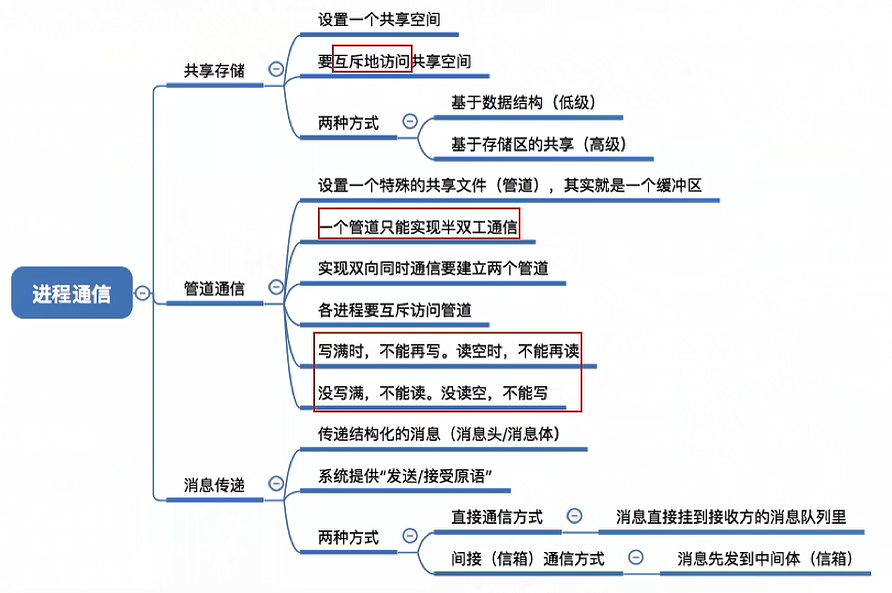 设置一个共享空间
共享存储
要互斥地访问共享空间
两种方式
基于数据结构（低级）
基于存储区的共享（高级）
设置一个特殊的共享文件（管道），其实就是一个缓冲区
一个管道只能实现半双工通信
实现双向同时通信要建立两个管道
进程通信
管道通信
各进程要互斥访问管道
写满时，不能再写。读空时，不能再读
没写满，不能读。没读空，不能写
传递结构化的消息（消息头/消息体）
消息传递
系统提供“发送/接受原语”
两种方式
直接通信方式
消息直接挂到接收方的消息队列里
间接（信箱）通信方式
消息先发到中间体（信箱）